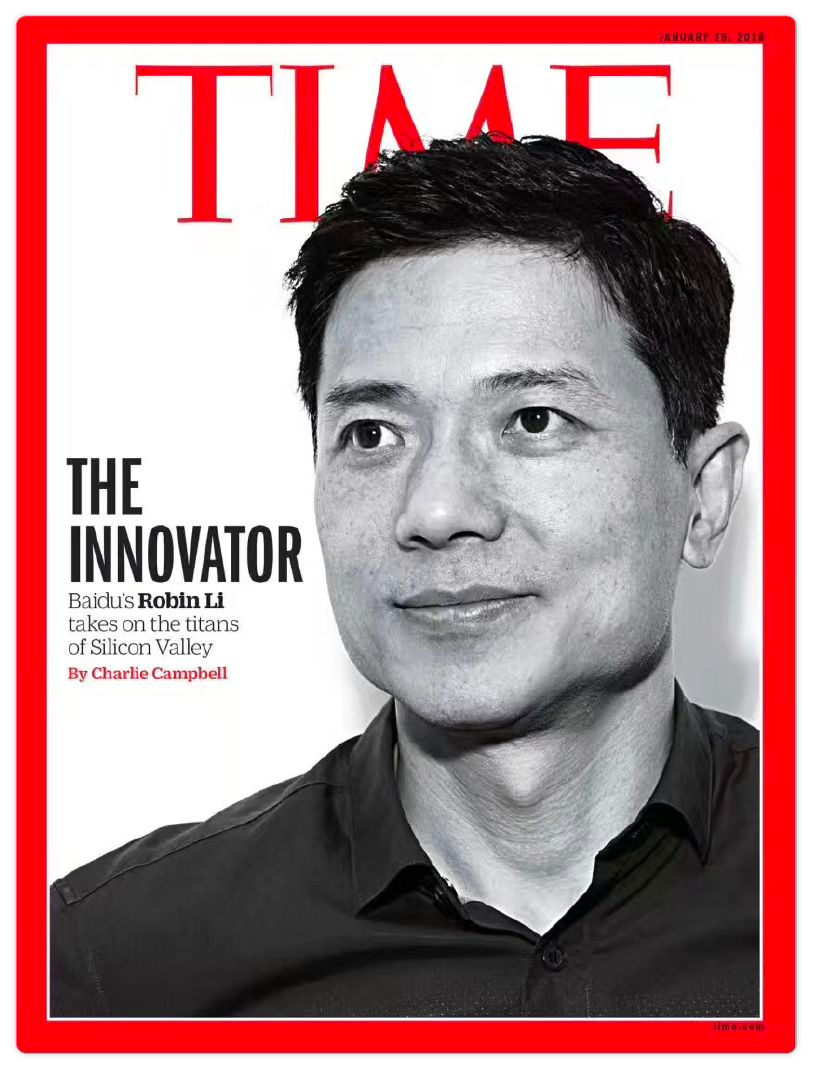 JANUARY 29, 2018
TIME
THE
INNOVATOR
Baidu's Robin Li
takes on the titans
of Silicon Valley
By Charlie Campbell
time.com